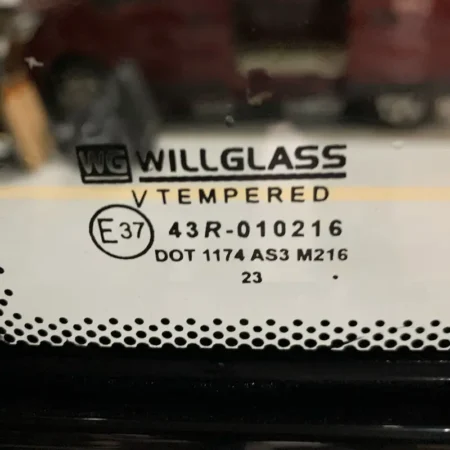 WG WILLGLASS
V TEMPERED
E37 43R-010216
DOT 1174 AS3 M216
23 .